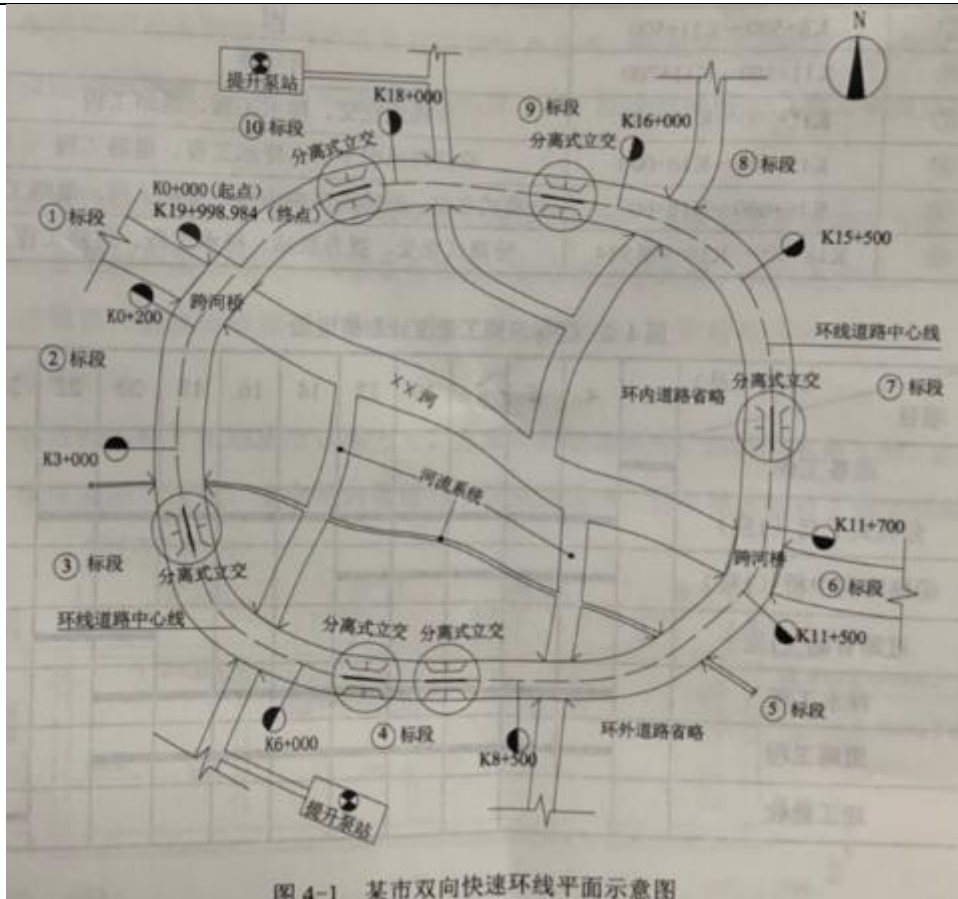 N
提升泵站
K18+000
⑨标段
⑩标段
分离式立交
分离式立交
K16+000
⑧标段
K0+000(起点)
K19+998.984(终点)
①标段
K15+500
跨河桥
K0+200
环线道路中心线
②标段
分离式立交
⑦标段
××河
环内道路省略
K3+000
河流系统
K11+700
跨河桥
③标段
分离式立交
⑥标段
环线道路中心线
分离式立交
分离式立交
K11+500
⑤标段
K6+000
④标段
K8+500
环外道路省略
提升泵站
图 4-1 某市双向快速环线平面示意图